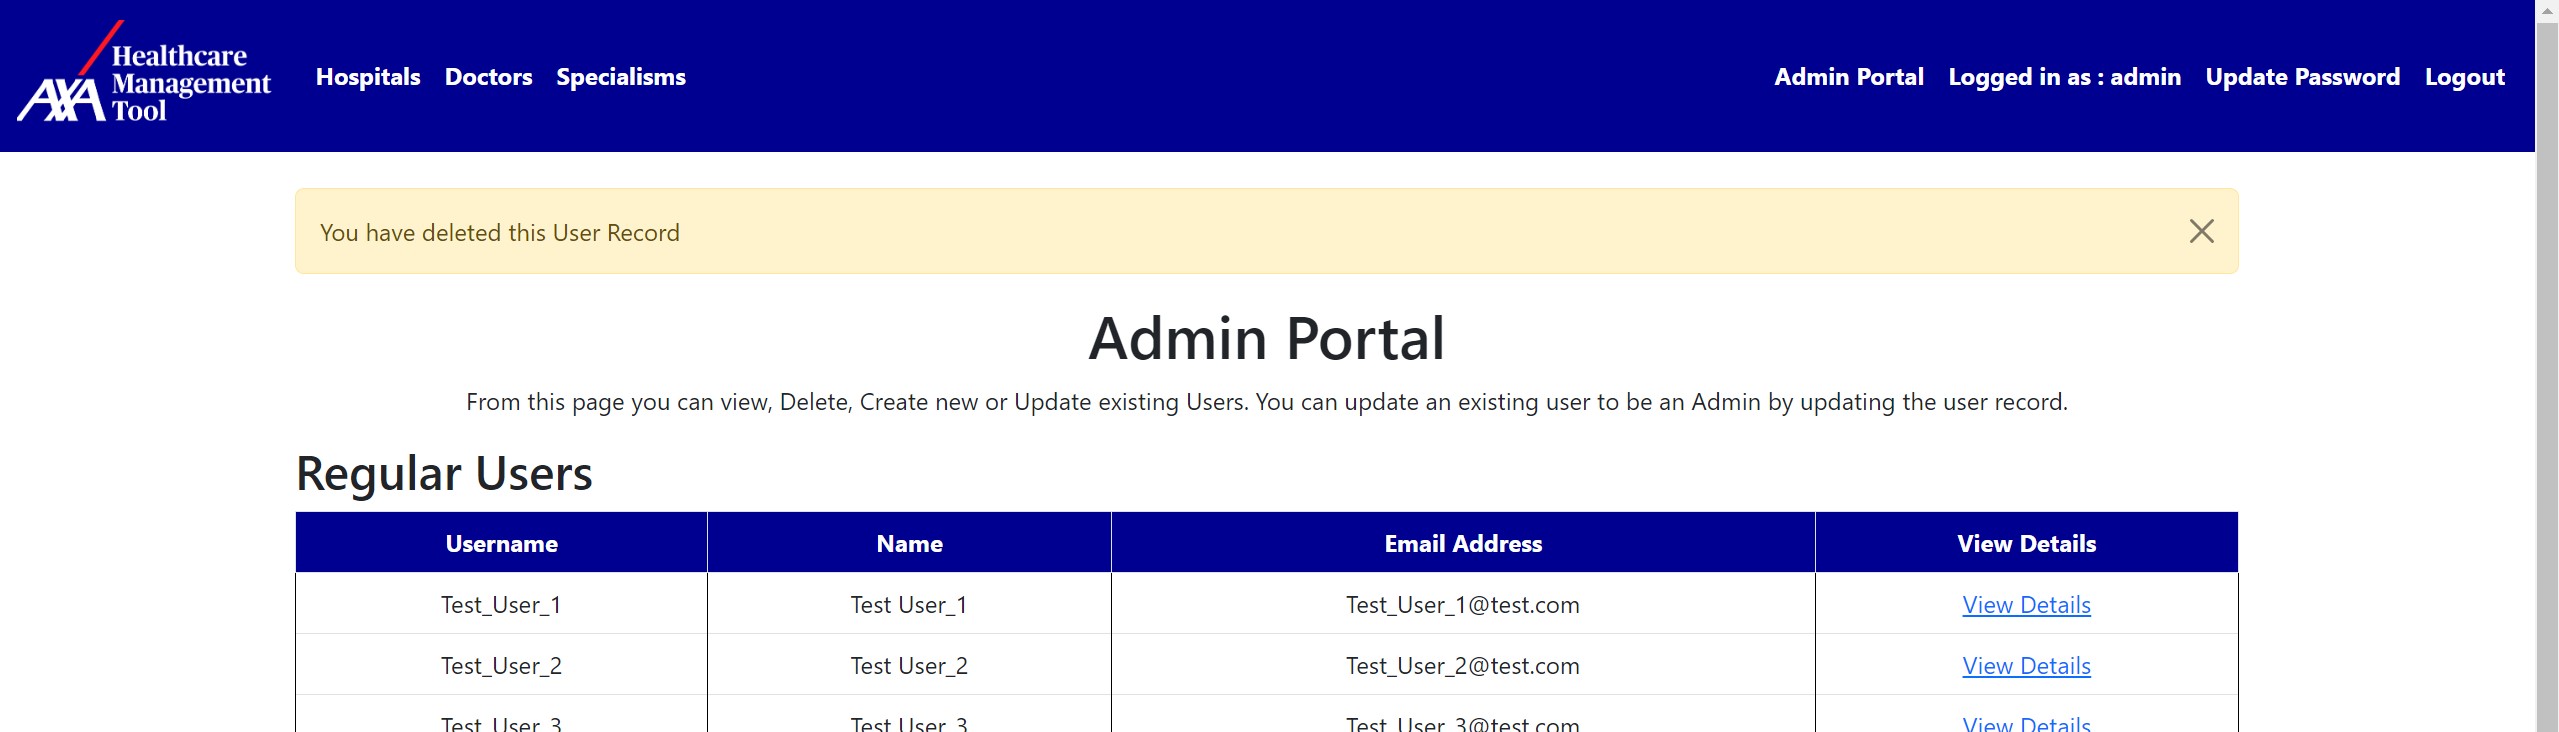 AXA Healthcare
Management
Tool
Hospitals Doctors Specialisms
Admin Portal Logged in as : admin Update Password Logout
You have deleted this User Record
Admin Portal
From this page you can view, Delete, Create new or Update existing Users. You can update an existing user to be an Admin by updating the user record.
Regular Users
Username Name Email Address View Details
Test_User_1 Test User_1 Test_User_1@test.com View Details
Test_User_2 Test User_2 Test_User_2@test.com View Details
Test_User_3 Test User_3 Test_User_3@test.com View Details